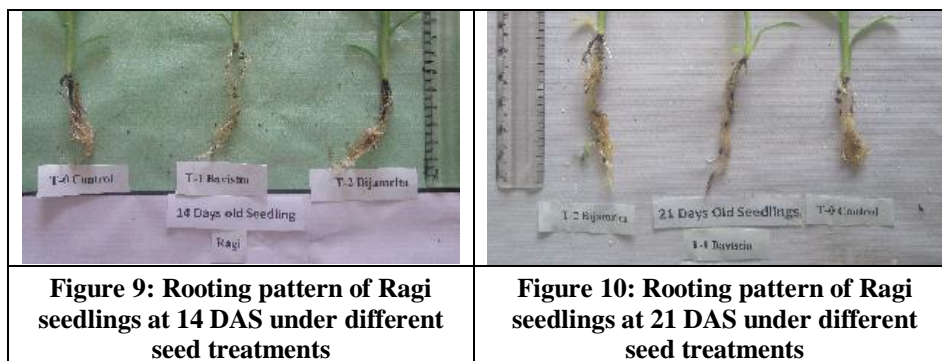 T-0 Control
T-1 Bavistin
T-2 Bijamrita
14 Days old Seedling
Ragi
T-2 Bijamrita
21 Days Old Seedlings
T-0 Control
T-1 Bavistin
Figure 9: Rooting pattern of Ragi
seedlings at 14 DAS under different
seed treatments
Figure 10: Rooting pattern of Ragi
seedlings at 21 DAS under different
seed treatments